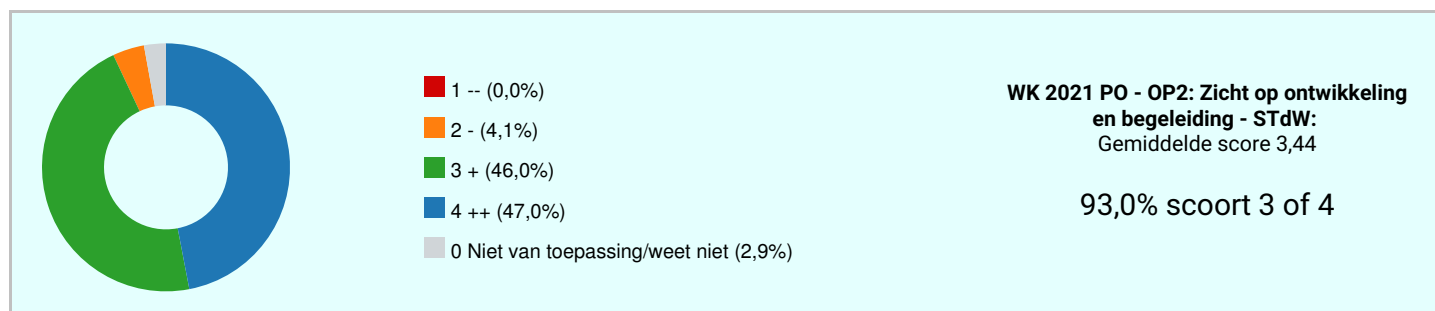 1 -- (0,0%)
2 - (4,1%)
3 + (46,0%)
4 ++ (47,0%)
0 Niet van toepassing/weet niet (2,9%)
WK 2021 PO - OP2: Zicht op ontwikkeling
en begeleiding - STdW:
Gemiddelde score 3,44
93,0% scoort 3 of 4